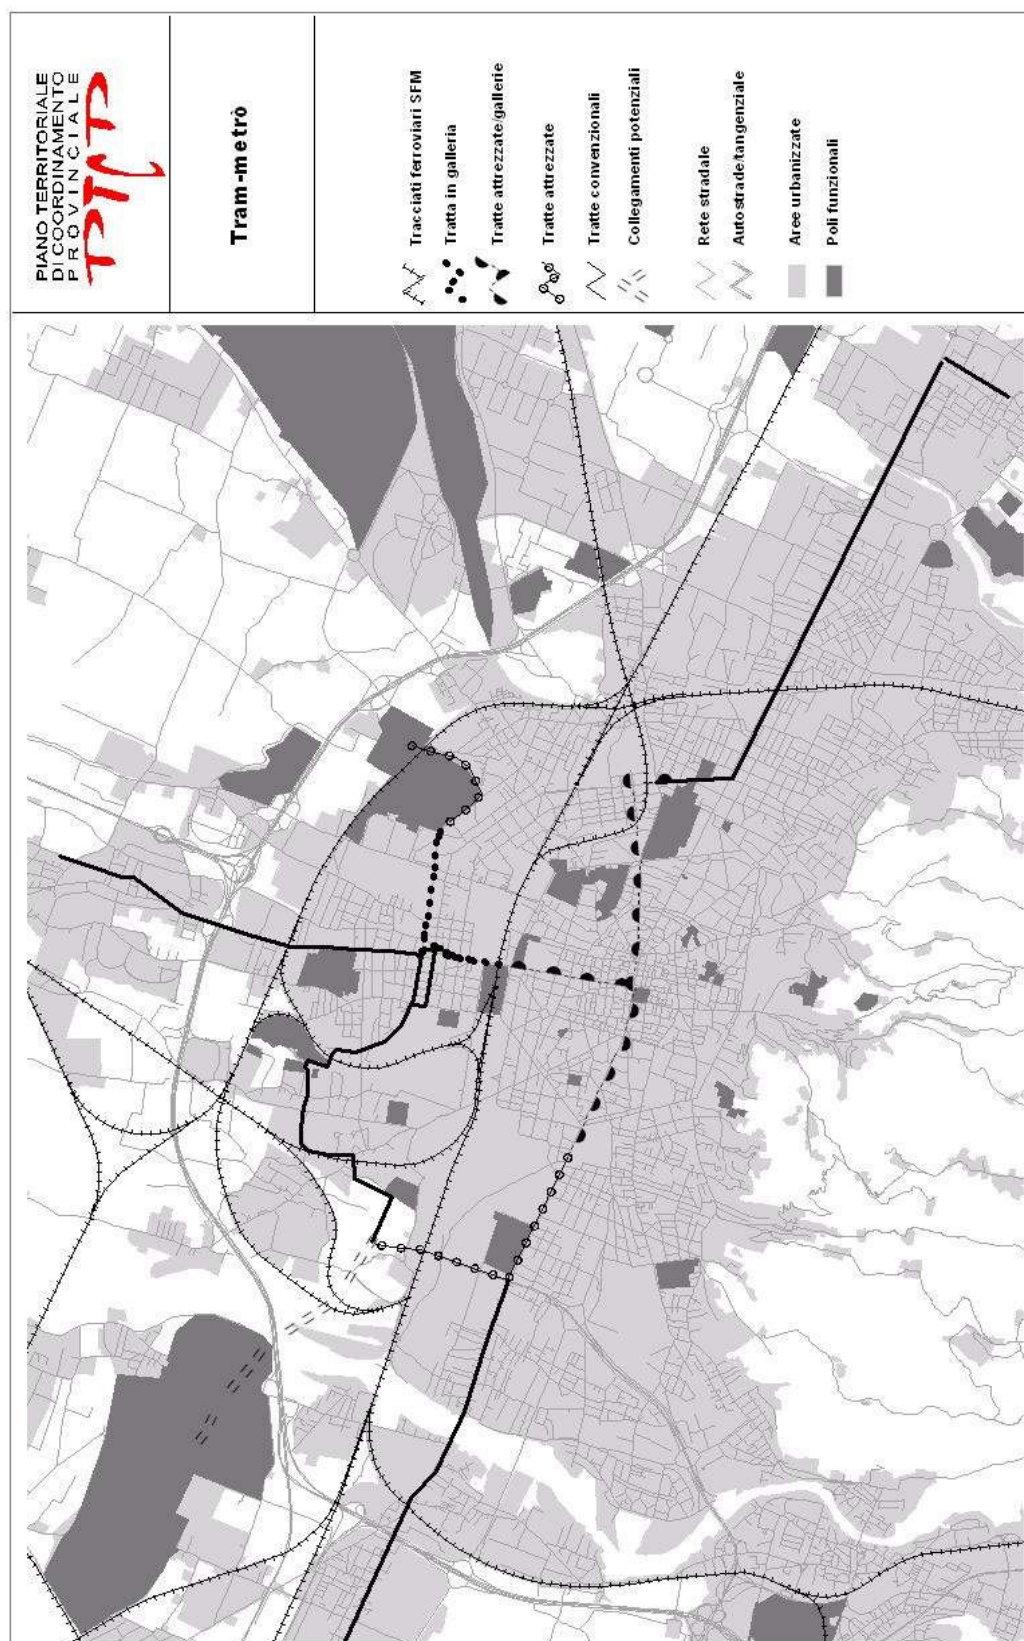 PIANO TERRITORIALE
DI COORDINAMENTO
PROVINCIALE
PTCP
Tram-metrò
Tracciati ferroviari SFM
Tratta in galleria
Tratte attrezzate/gallerie
Tratte attrezzate
Tratte convenzionali
Collegamenti potenziali
Rete stradale
Autostrade/tangenziale
Aree urbanizzate
Poli funzionali